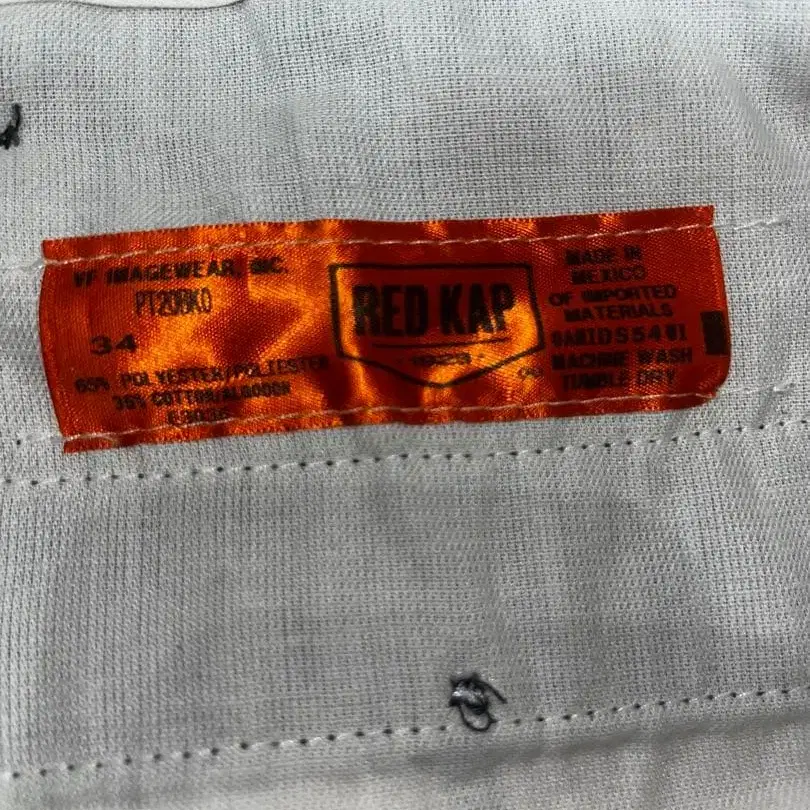 VF IMAGEWEAR, INC.
PT20BK0
34
65% POLYESTER/POLIESTER
35% COTTON/ALGODON
RED KAP
1923
MADE IN
MEXICO
OF IMPORTED
MATERIALS
MACHINE WASH
TUMBLE DRY